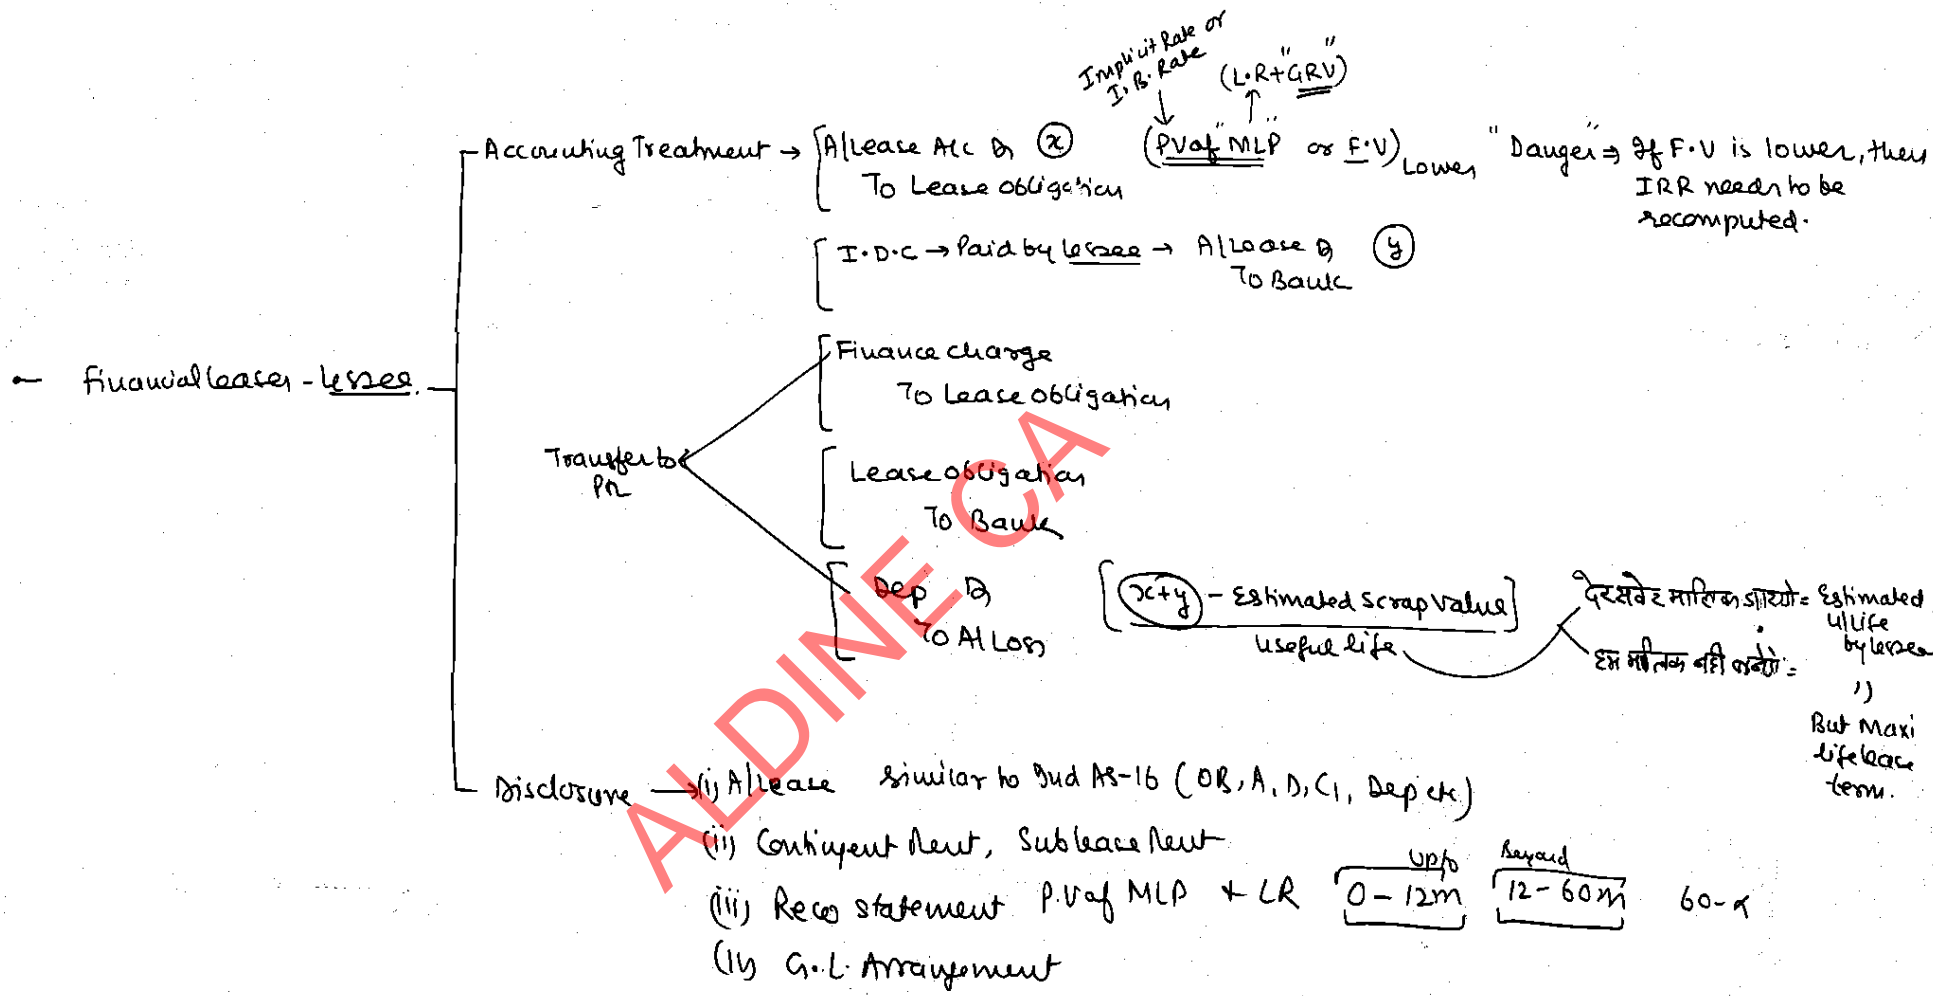 Implicit Rate or
I.B. Rate
(L.R+"GRV")
Accounting Treatment → A/Lease A/c Dr (x) (PV of "MLP" or F.V) Lower "Danger" ⇒ If F.V is lower, then
To Lease obligation
IRR needs to be
recomputed.
I.D.C → Paid by lessee → A/Lease Dr (y)
To Bank
Finance charge
To Lease obligation
Financial leases - lessee.
Transfer to
P/L
Lease obligation
To Bank
Dep Dr [(x+y) - Estimated Scrap value]
To A/Loss
useful life
देर सवेर मालिक = Estimated
U/Life
by lessee
हम मालिक नही बनेगे =
"
But Maxi
life lease
term.
Disclosure → (i) A/Lease similar to Ind AS-16 (OB, A, D, C, Dep etc)
(ii) Contingent Rent, Sublease Rent
(iii) Reco statement P.V of MLP & LR upto 0-12m Beyond 12-60m 60-α
(iv) G.L. Arrangement
ALDINE CA